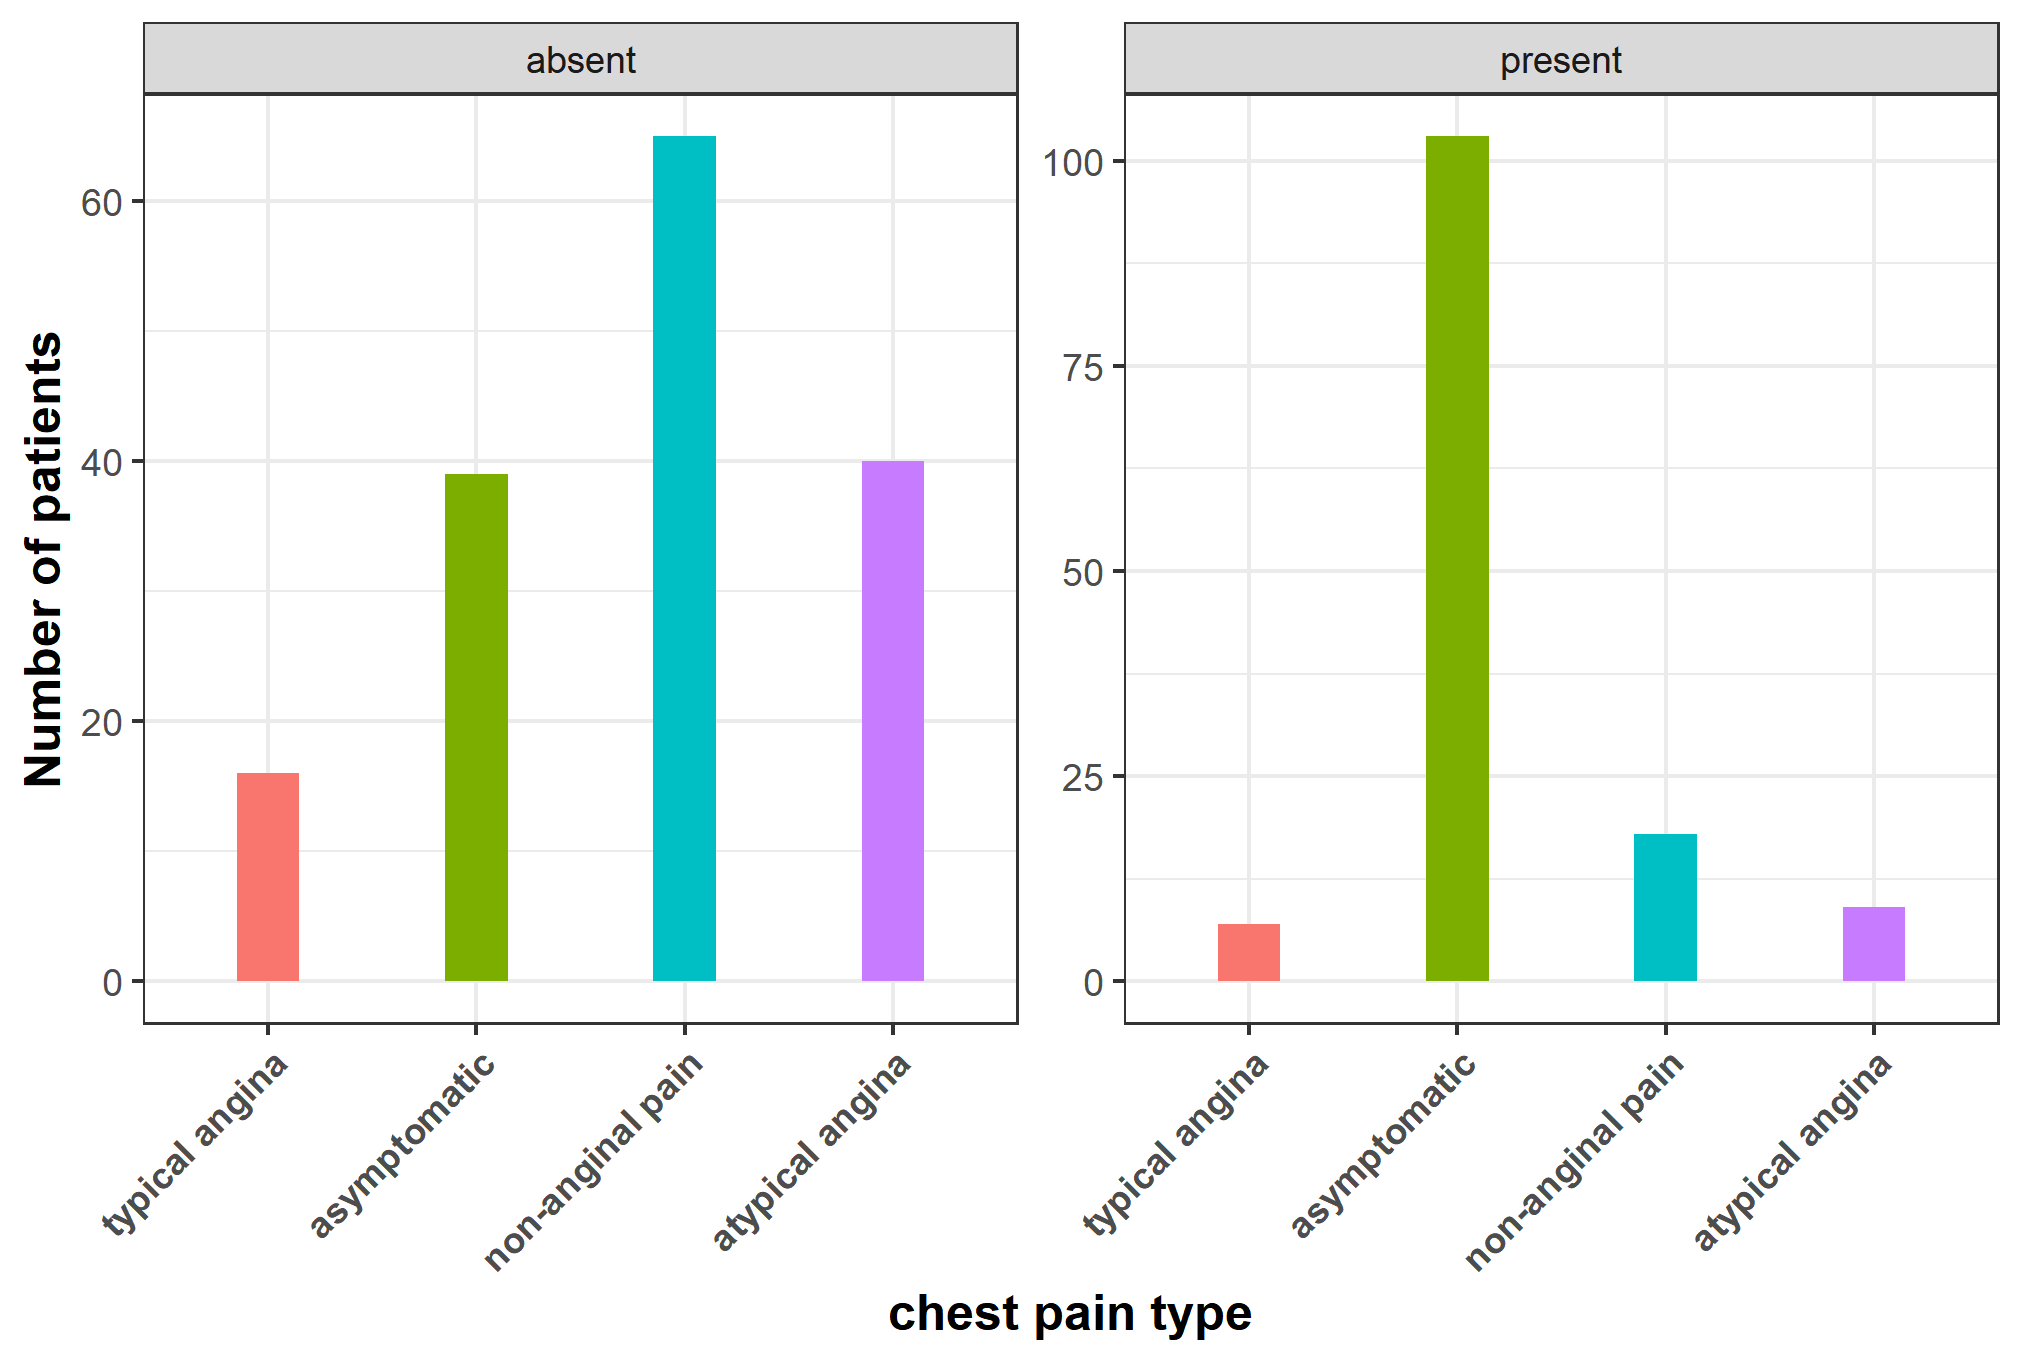 absent
present
Number of patients
60
40
20
0
100
75
50
25
0
typical angina
asymptomatic
non-anginal pain
atypical angina
typical angina
asymptomatic
non-anginal pain
atypical angina
chest pain type